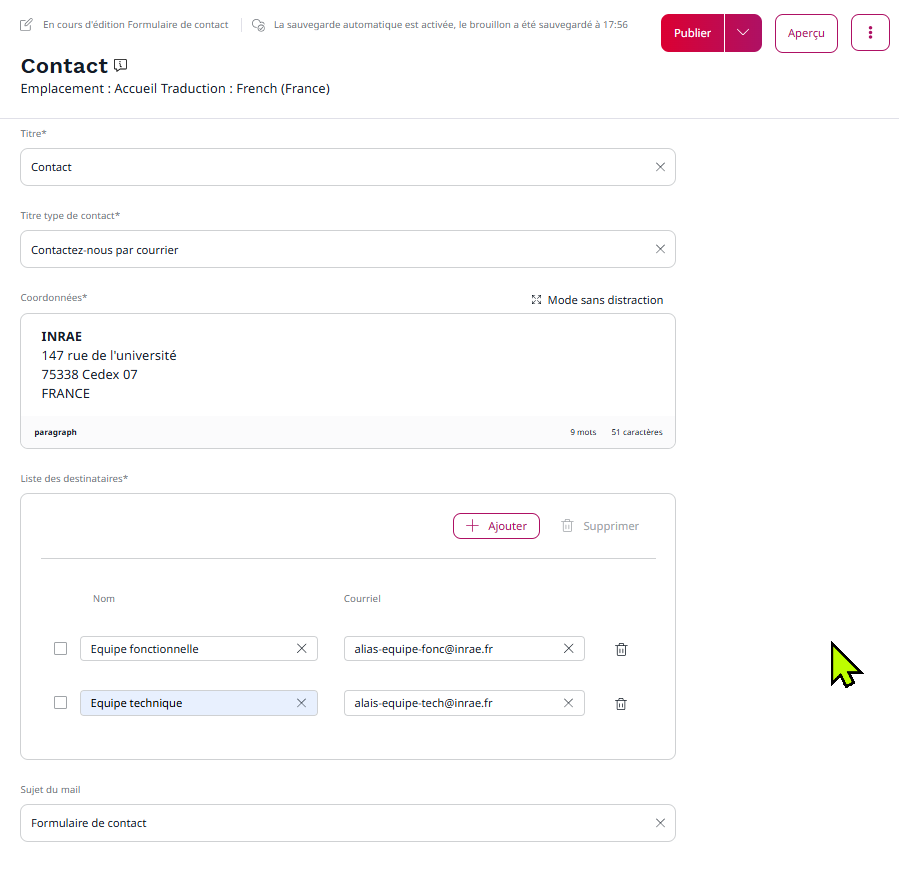 En cours d'édition Formulaire de contact
La sauvegarde automatique est activée, le brouillon a été sauvegardé à 17:56
Publier
Aperçu
Contact
Emplacement : Accueil Traduction : French (France)
Titre*
Contact
Titre type de contact*
Contactez-nous par courrier
Coordonnées*
Mode sans distraction
INRAE
147 rue de l'université
75338 Cedex 07
FRANCE
paragraph
9 mots
51 caractères
Liste des destinataires*
Ajouter
Supprimer
Nom
Courriel
Equipe fonctionnelle
alias-equipe-fonc@inrae.fr
Equipe technique
alais-equipe-tech@inrae.fr
Sujet du mail
Formulaire de contact